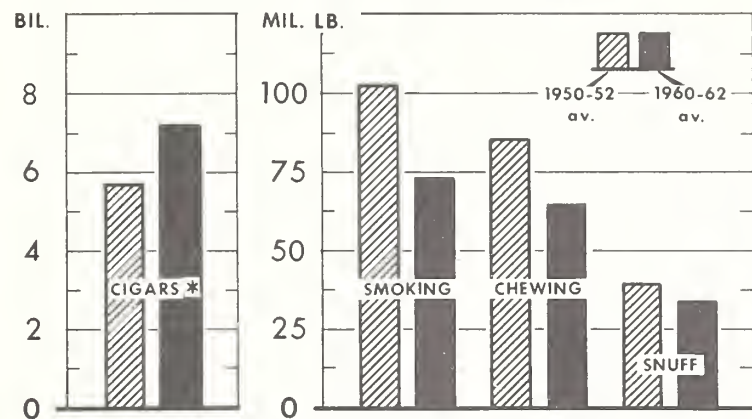 BIL.
8
6
4
2
0
CIGARS *
MIL. LB.
100
75
50
25
0
SMOKING
CHEWING
SNUFF
1950-52
av.
1960-62
av.